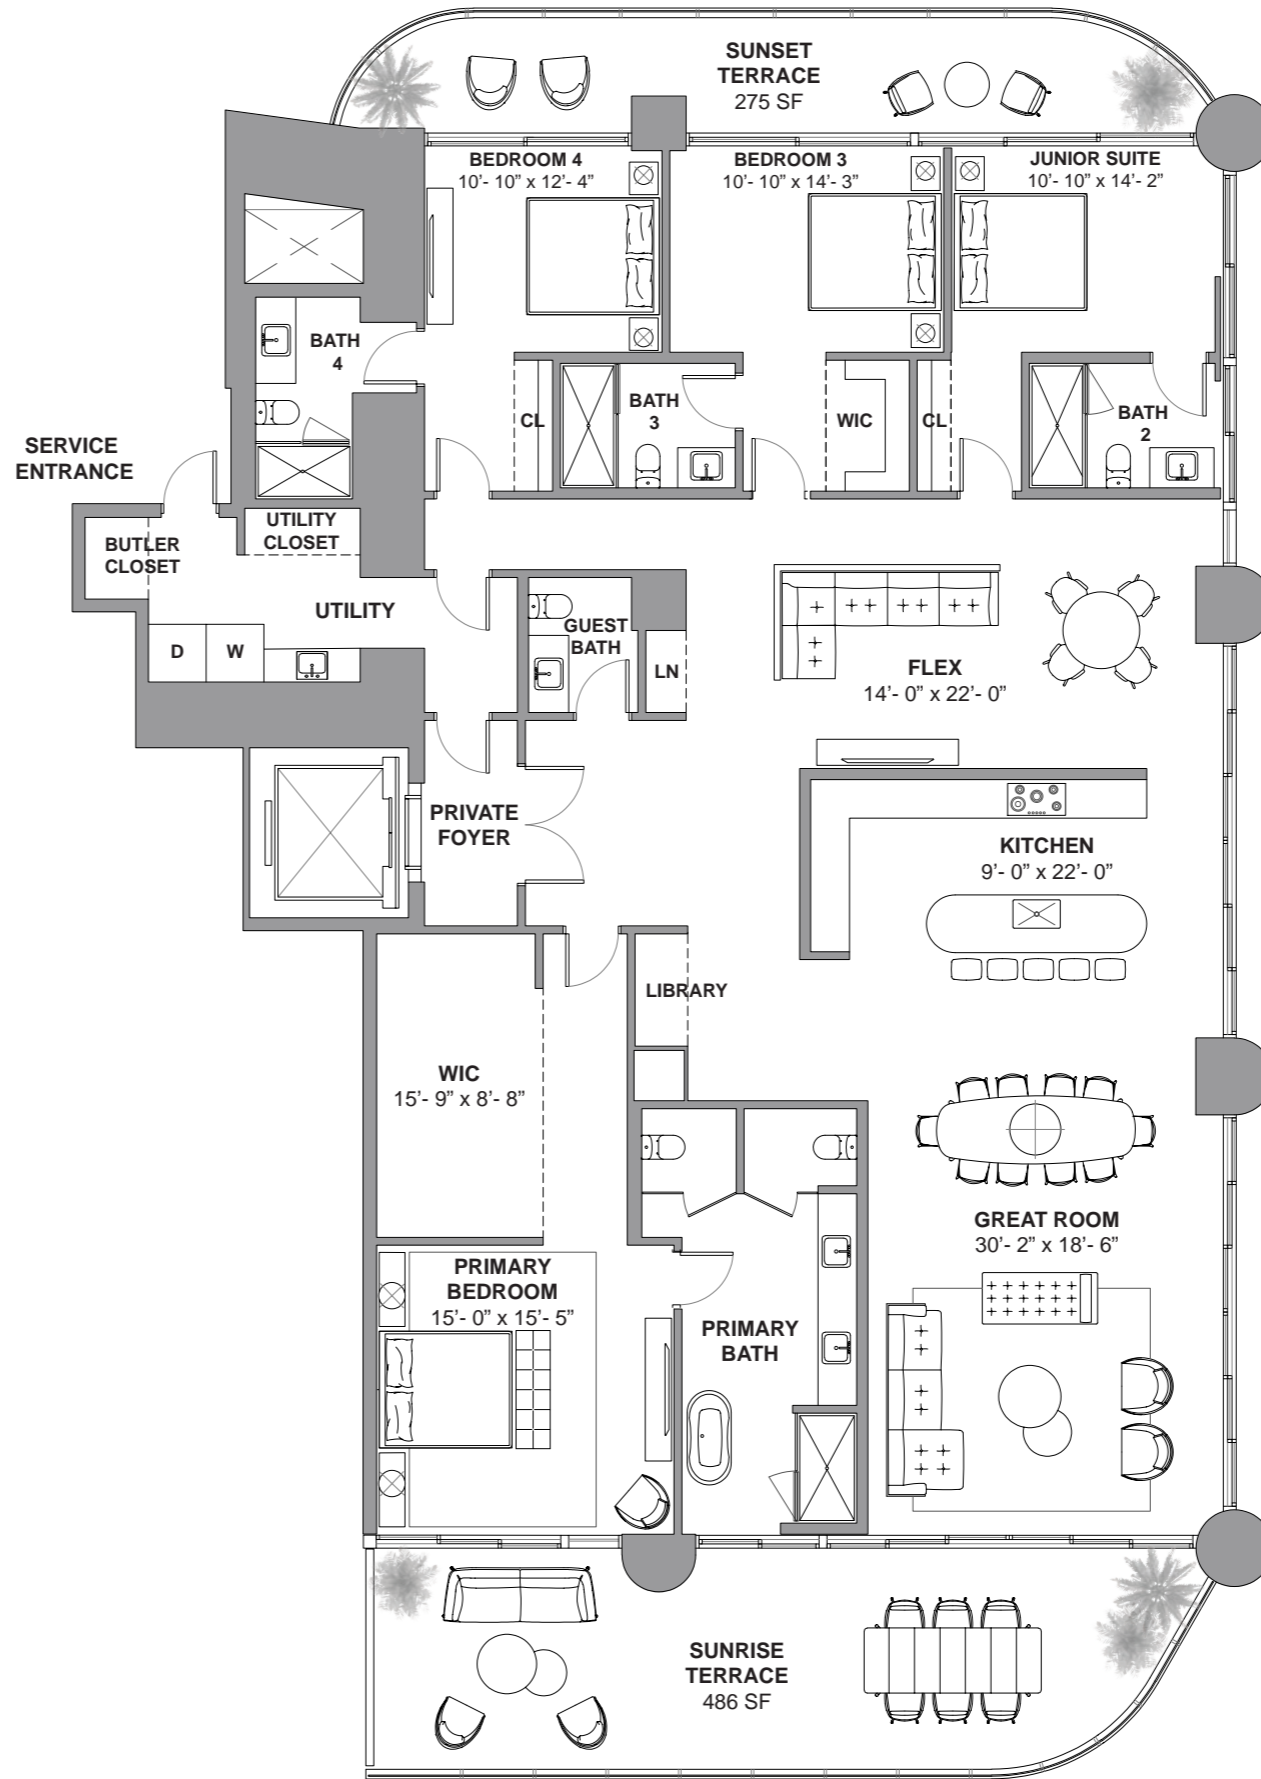 SUNSET
TERRACE
275 SF
BEDROOM 4
10'- 10” x 12'- 4”
BEDROOM 3
10'- 10” x 14'- 3”
JUNIOR SUITE
10'- 10” x 14'- 2”
BATH
4
CL
BATH
3
WIC
CL
BATH
2
SERVICE
ENTRANCE
BUTLER
CLOSET
UTILITY
CLOSET
UTILITY
D
W
GUEST
BATH
LN
FLEX
14'- 0” x 22'- 0”
PRIVATE
FOYER
KITCHEN
9'- 0” x 22'- 0”
LIBRARY
WIC
15'- 9” x 8'- 8”
GREAT ROOM
30'- 2” x 18'- 6”
PRIMARY
BEDROOM
15'- 0” x 15'- 5”
PRIMARY
BATH
SUNRISE
TERRACE
486 SF